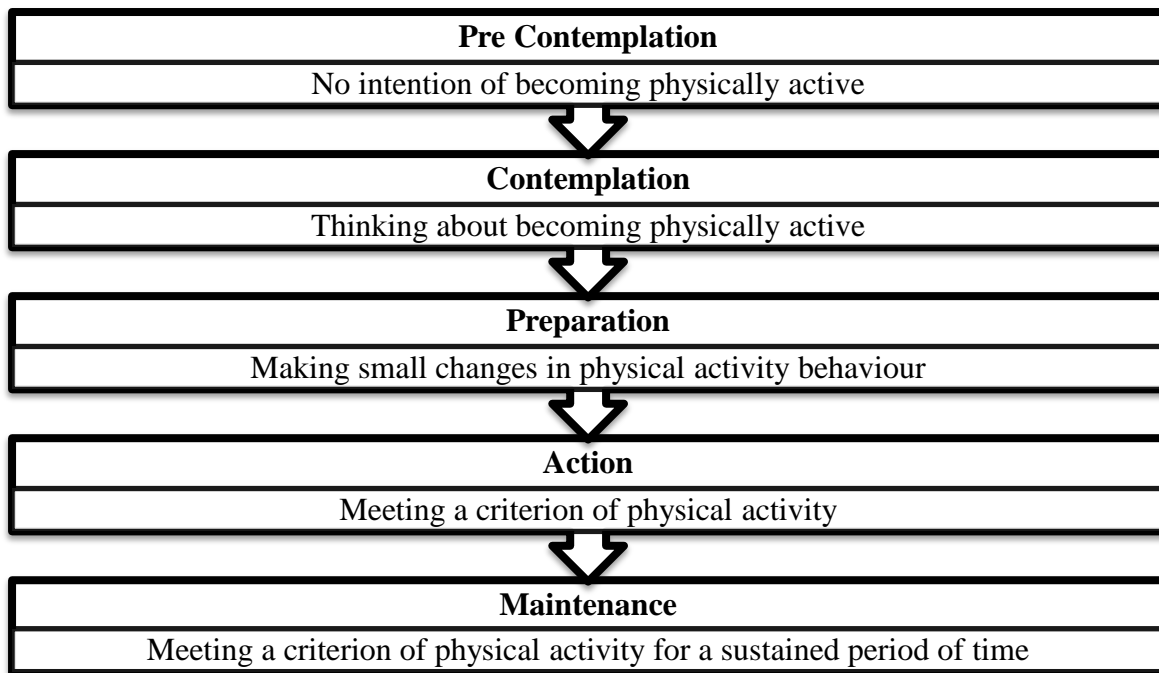 Pre Contemplation
No intention of becoming physically active
Contemplation
Thinking about becoming physically active
Preparation
Making small changes in physical activity behaviour
Action
Meeting a criterion of physical activity
Maintenance
Meeting a criterion of physical activity for a sustained period of time